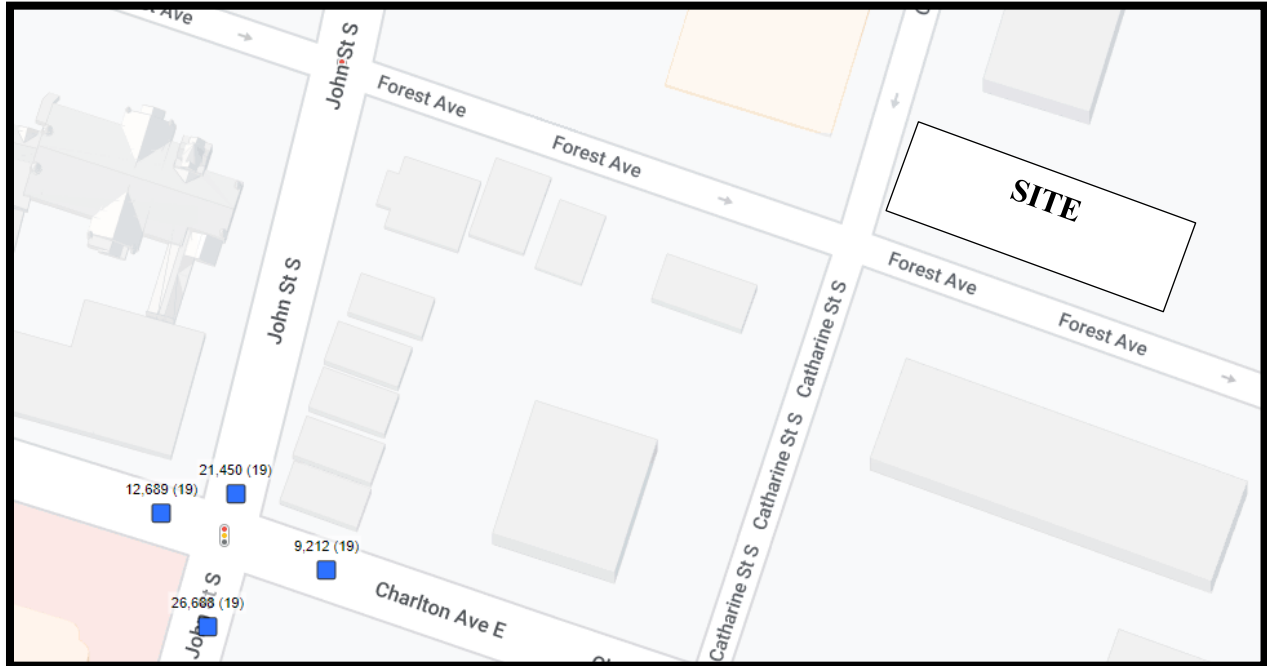 Ave
John St S
Forest Ave
Forest Ave
SITE
Forest Ave
Forest Ave
John St S
Catharine St S
Catharine St S
Catharine St S
21,450 (19)
12,689 (19)
9,212 (19)
Charlton Ave E
26,688 (19)